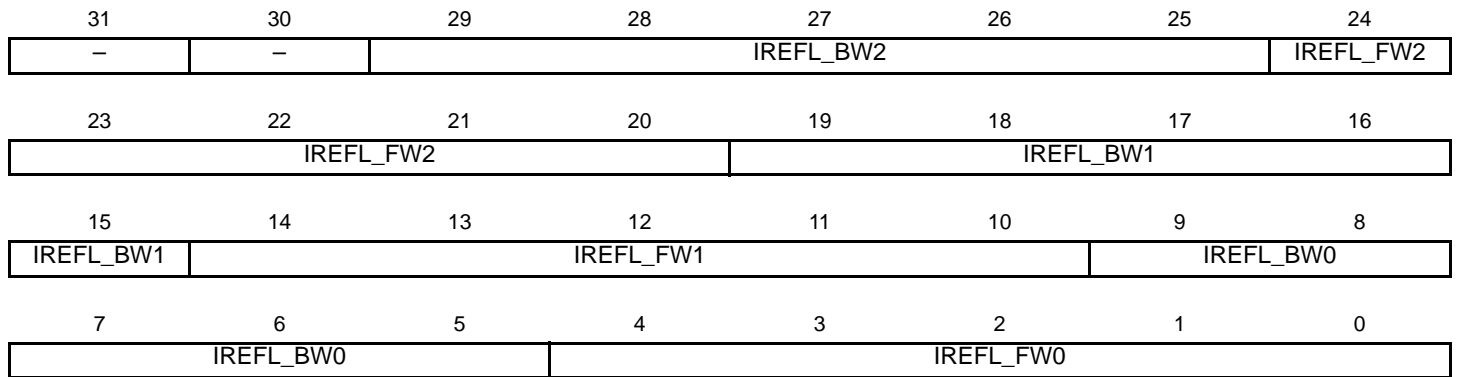 31 30 29 28 27 26 25 24
– – IREFL_BW2 IREFL_FW2
23 22 21 20 19 18 17 16
IREFL_FW2 IREFL_BW1
15 14 13 12 11 10 9 8
IREFL_BW1 IREFL_FW1 IREFL_BW0
7 6 5 4 3 2 1 0
IREFL_BW0 IREFL_FW0